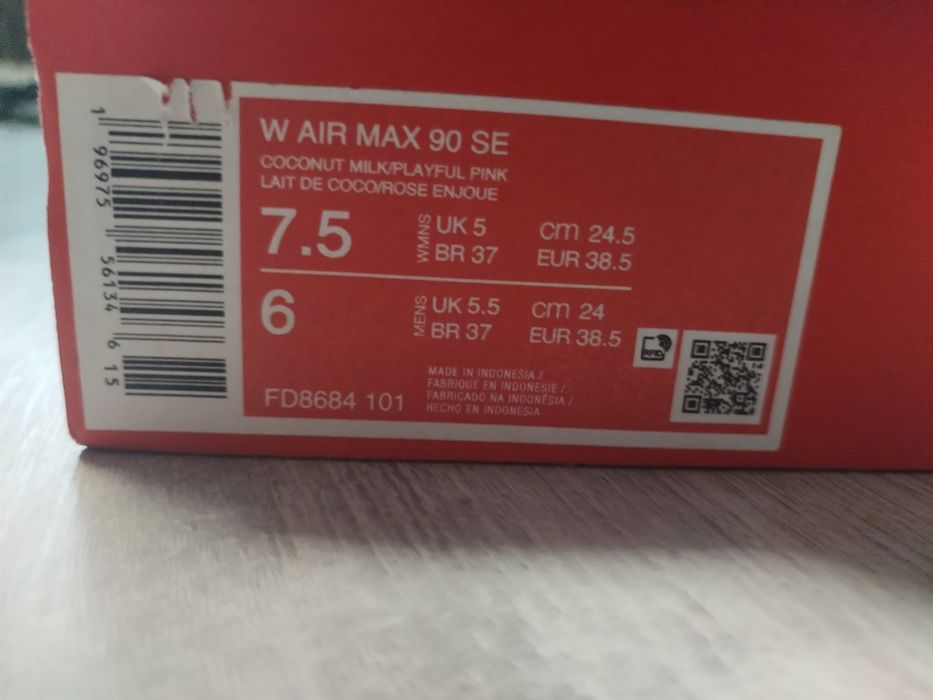 W AIR MAX 90 SE
COCONUT MILK/PLAYFUL PINK
LAIT DE COCO/ROSE ENJOUE
7.5 WMNS UK 5 cm 24.5
BR 37 EUR 38.5
6 MENS UK 5.5 cm 24
BR 37 EUR 38.5
RFID
FD8684 101
MADE IN INDONESIA /
FABRIQUE EN INDONESIE /
FABRICADO NA INDONÉSIA /
HECHO EN INDONESIA
1 96975 56134 6 15